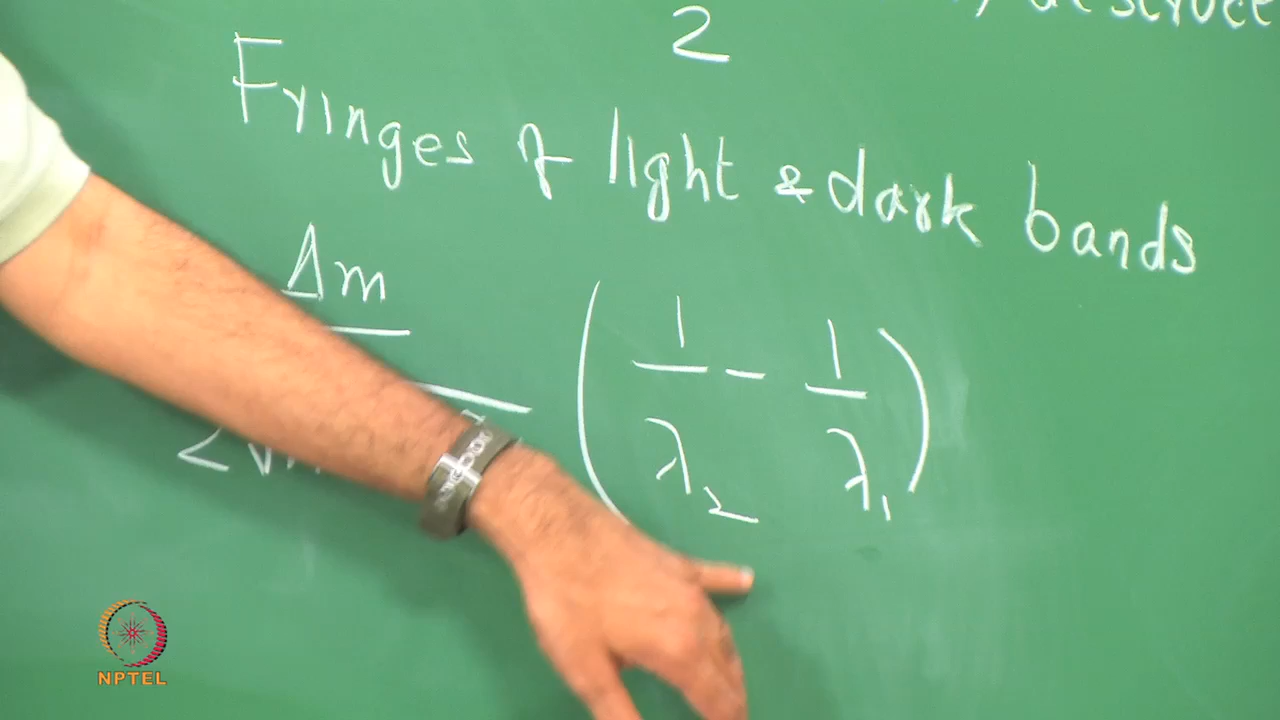 2
Fringes of light & dark bands
Δm
( 1/λ₂ - 1/λ₁ )
NPTEL